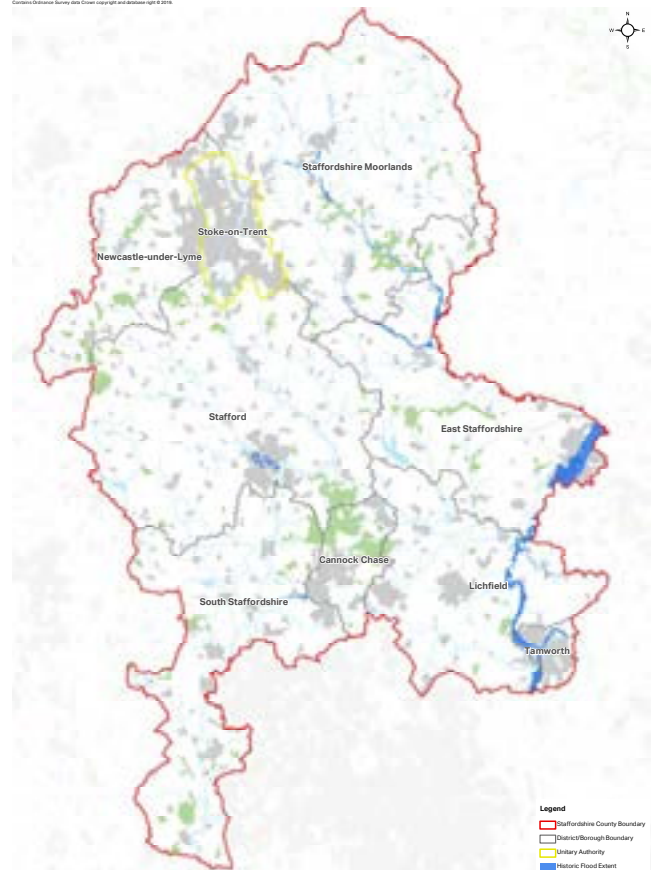 Contains Ordnance Survey data Crown copyright and database right © 2019.
N
W E
S
Staffordshire Moorlands
Stoke-on-Trent
Newcastle-under-Lyme
Stafford
East Staffordshire
Cannock Chase
Lichfield
South Staffordshire
Tamworth
Legend
Staffordshire County Boundary
District/Borough Boundary
Unitary Authority
Historic Flood Extent